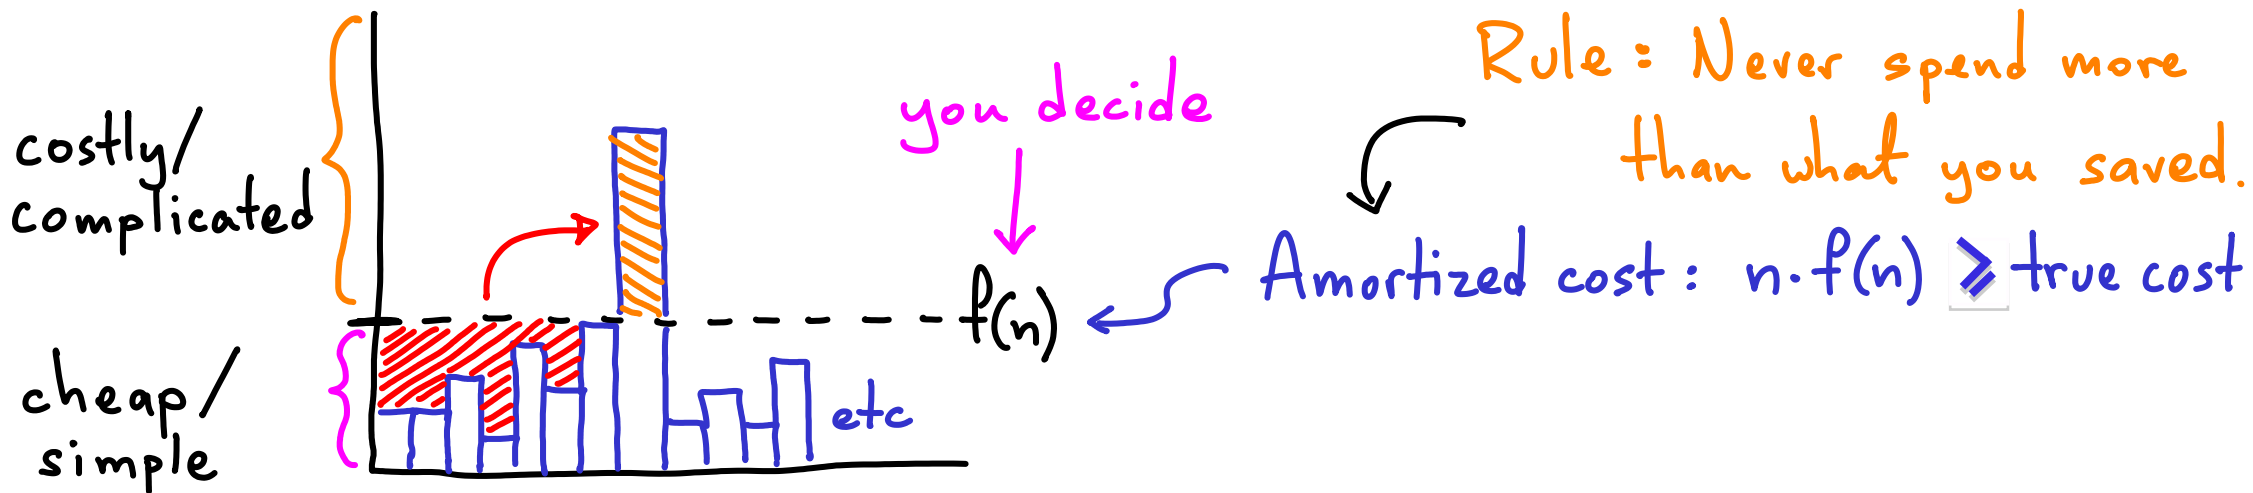 costly/
complicated
cheap/
simple
etc
you decide
f(n)
Rule: Never spend more
than what you saved.
Amortized cost: n·f(n) ⩾ true cost